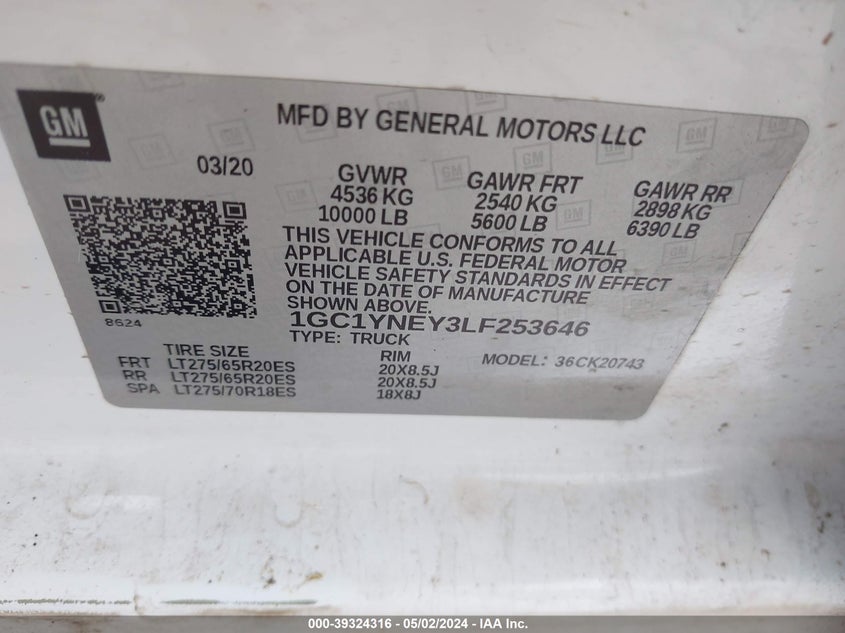 GM
MFD BY GENERAL MOTORS LLC
03/20
GVWR GAWR FRT GAWR RR
4536 KG 2540 KG 2898 KG
10000 LB 5600 LB 6390 LB
THIS VEHICLE CONFORMS TO ALL
APPLICABLE U.S. FEDERAL MOTOR
VEHICLE SAFETY STANDARDS IN EFFECT
ON THE DATE OF MANUFACTURE
SHOWN ABOVE.
8624
1GC1YNEY3LF253646
TYPE: TRUCK MODEL: 36CK20743
TIRE SIZE RIM
FRT LT275/65R20ES 20X8.5J
RR LT275/65R20ES 20X8.5J
SPA LT275/70R18ES 18X8J
000-39324316 - 05/02/2024 - IAA Inc.